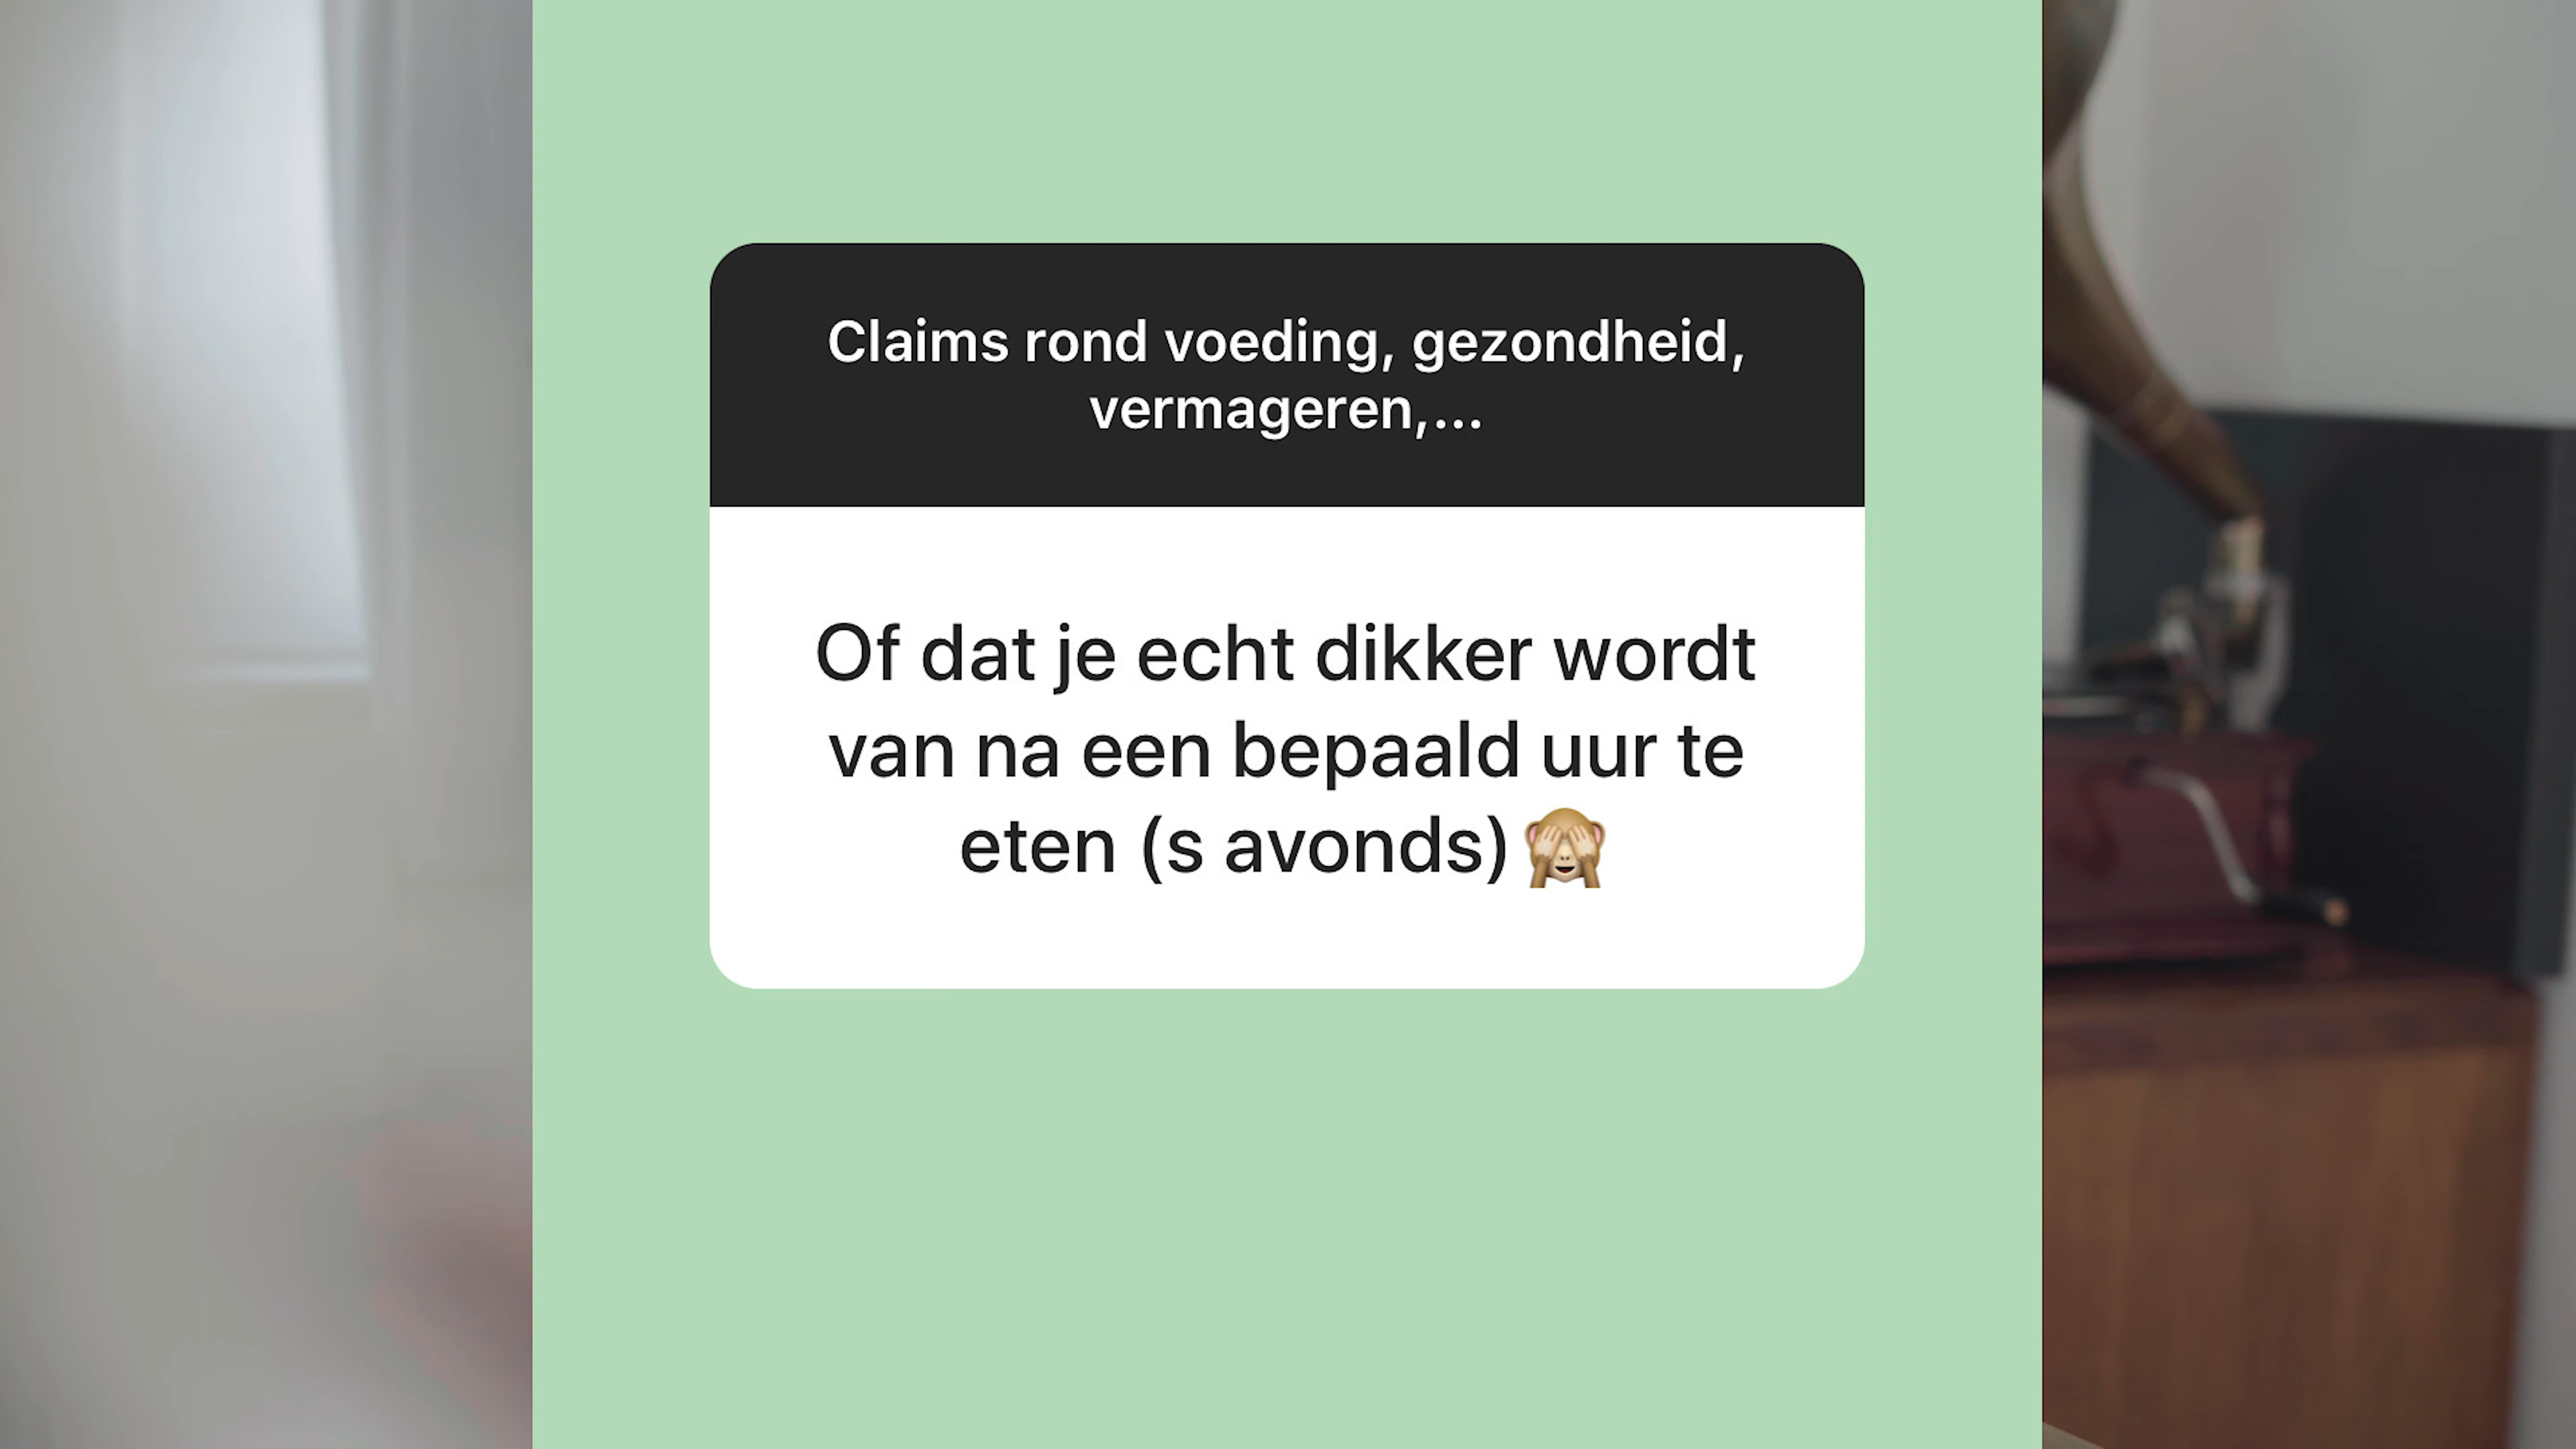 Claims rond voeding, gezondheid,
vermageren,...
Of dat je echt dikker wordt
van na een bepaald uur te
eten (s avonds)🙈